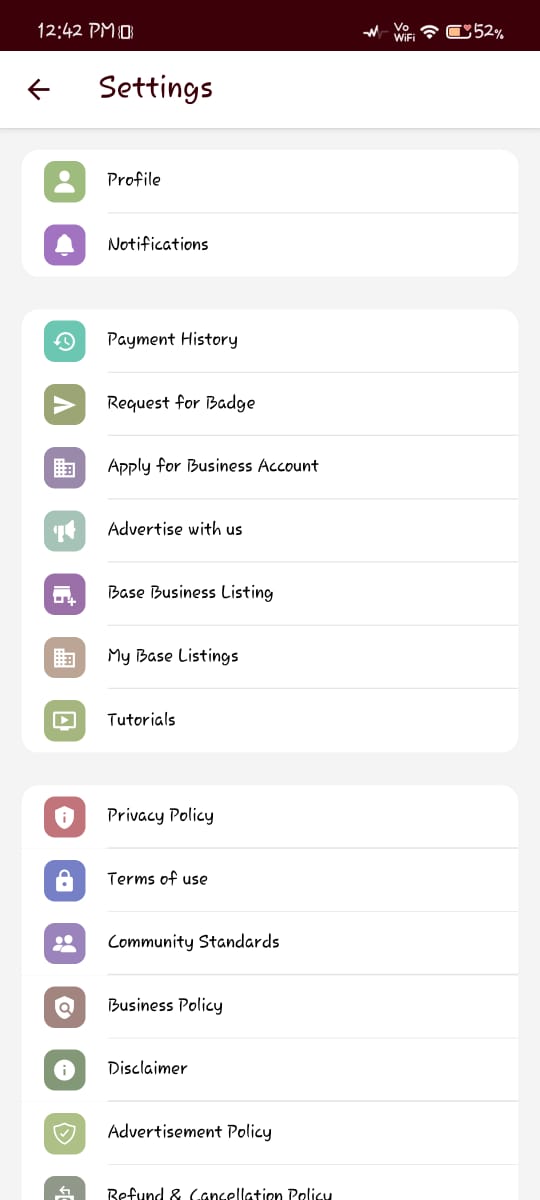 12:42 PM
Vo
WiFi
52%
Settings
Profile
Notifications
Payment History
Request for Badge
Apply for Business Account
Advertise with us
Base Business Listing
My Base Listings
Tutorials
Privacy Policy
Terms of use
Community Standards
Business Policy
Disclaimer
Advertisement Policy
Refund & Cancellation Policy